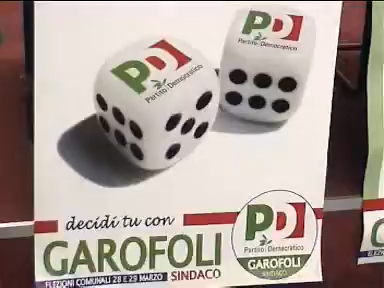 PD
Partito Democratico
PD
Partito Democratico
decidi tu con
GAROFOLI
SINDACO
ELEZIONI COMUNALI 28 E 29 MARZO
PD
Partito Democratico
GAROFOLI
SINDACO